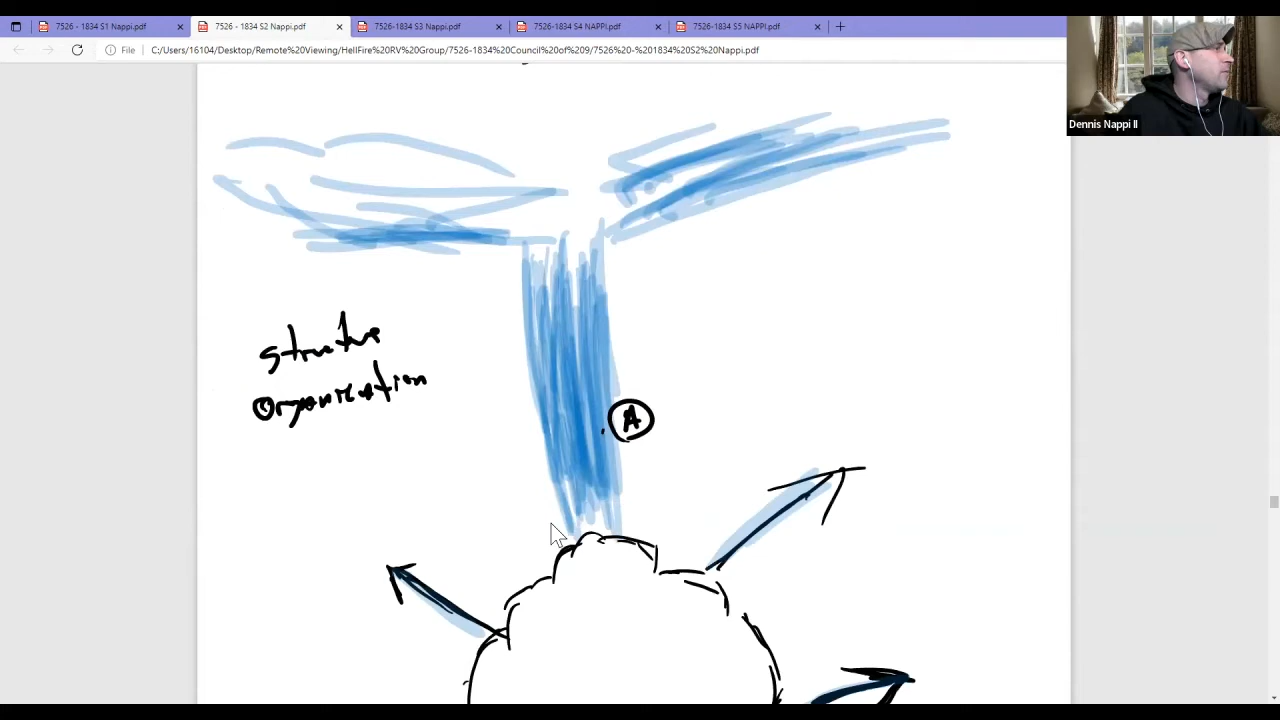 7526 - 1834 S1 Nappi.pdf
7526 - 1834 S2 Nappi.pdf
7526-1834 S3 Nappi.pdf
7526-1834 S4 NAPPI.pdf
7526-1834 S5 NAPPI.pdf
File C:/Users/16104/Desktop/Remote%20Viewing/HellFire%20RV%20Group/7526-1834%20Council%20of%209/7526%20-%201834%20S2%20Nappi.pdf
Dennis Nappi II
structure
Organization
A